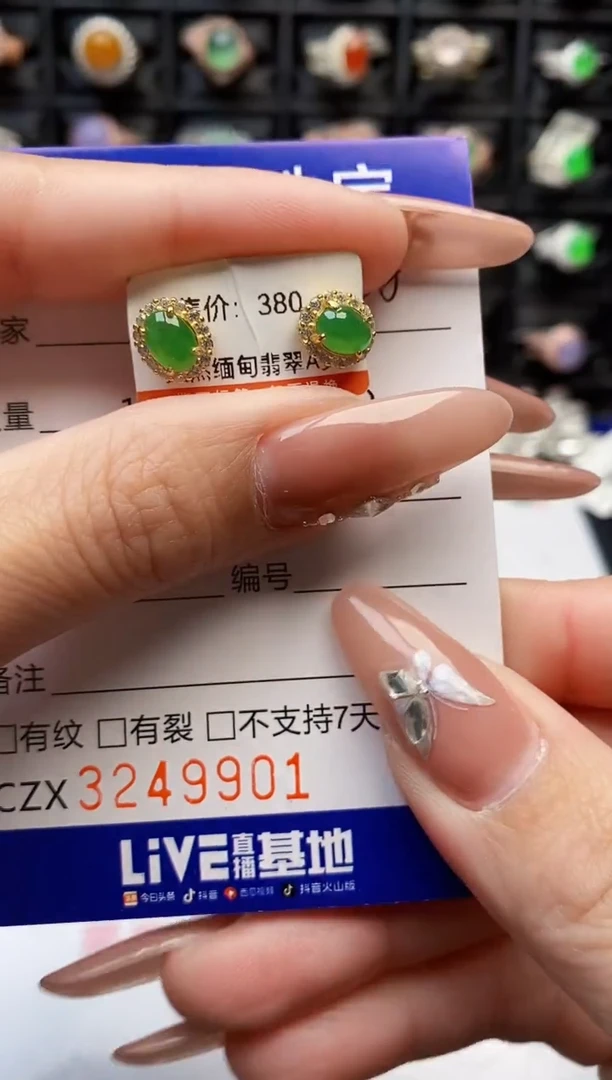 价: 380
缅甸翡翠A
家
量
编号
备注
□有纹 □有裂 □不支持7天
CZX 3249901
LiVE直播基地
今日头条 抖音 西瓜视频 抖音火山版